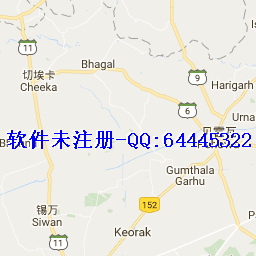 Bhagal
切埃卡
Cheeka
11
9
Harigarh
6
Urna
软件未注册-QQ:64445322
11
Gumthala
Garhu
锡万
Siwan
152
11
Keorak